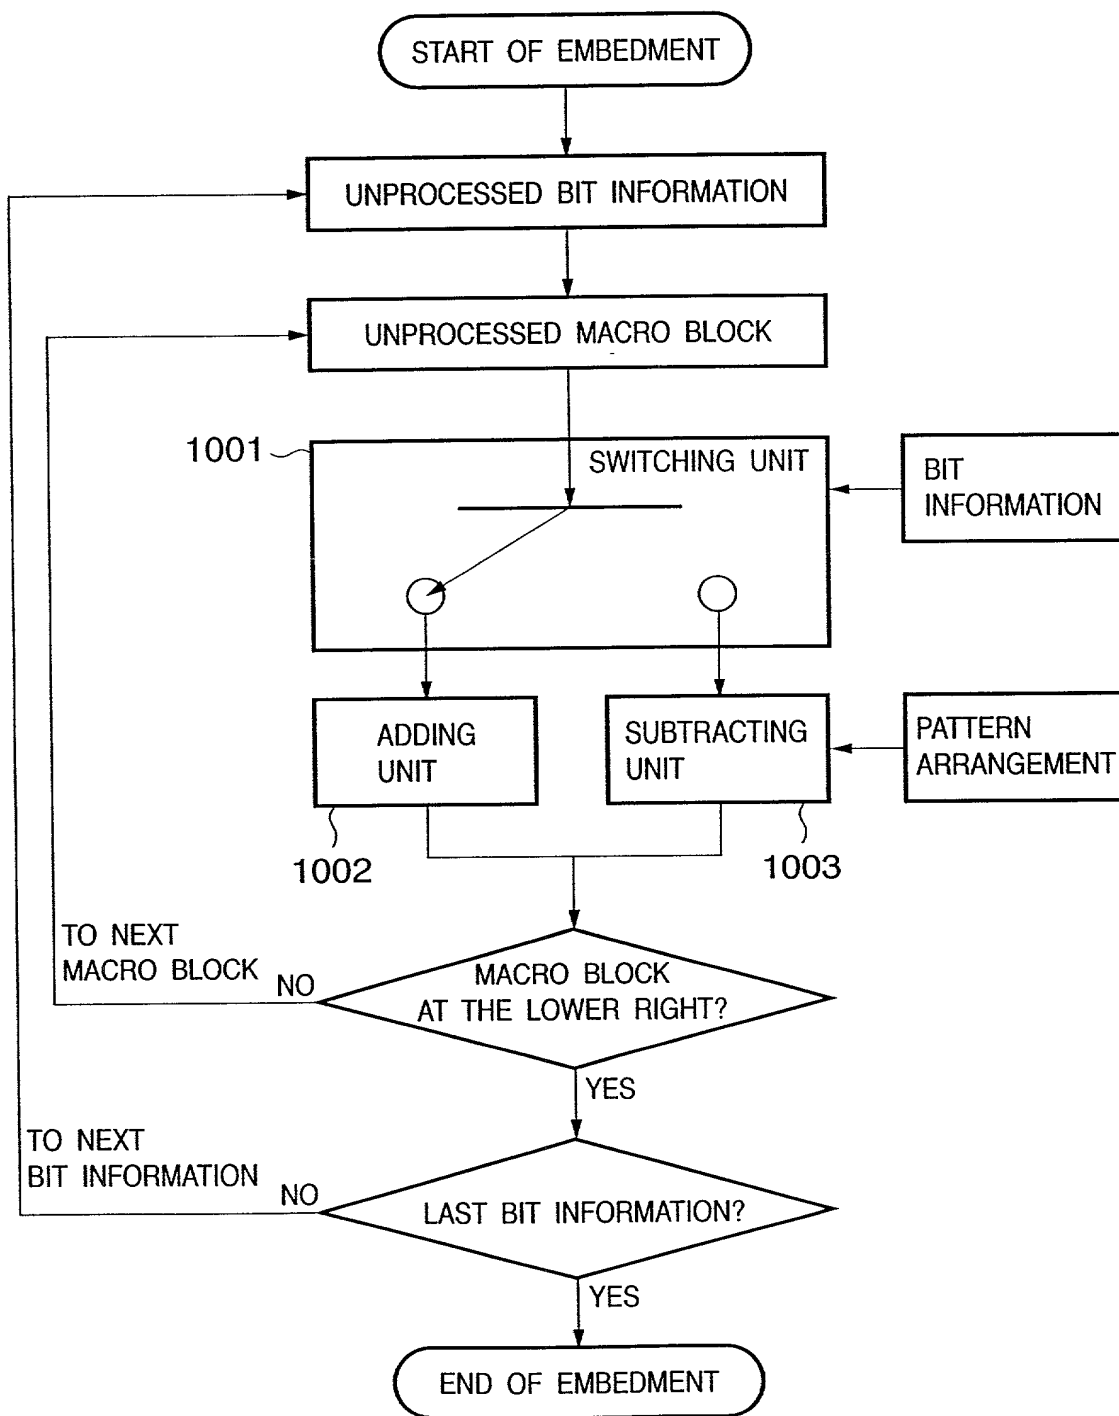 START OF EMBEDMENT
UNPROCESSED BIT INFORMATION
UNPROCESSED MACRO BLOCK
1001
SWITCHING UNIT
BIT
INFORMATION
ADDING
UNIT
SUBTRACTING
UNIT
PATTERN
ARRANGEMENT
1002
1003
TO NEXT
MACRO BLOCK
NO
MACRO BLOCK
AT THE LOWER RIGHT?
YES
TO NEXT
BIT INFORMATION
NO
LAST BIT INFORMATION?
YES
END OF EMBEDMENT